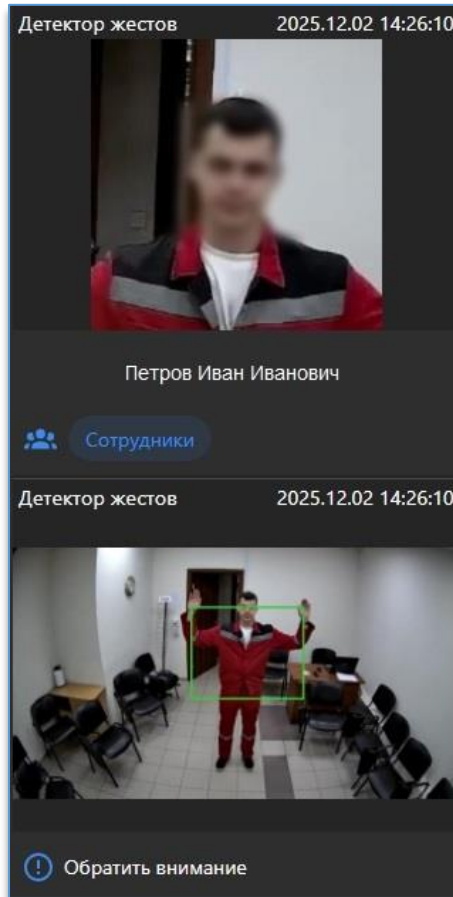 Детектор жестов 2025.12.02 14:26:10
Петров Иван Иванович
Сотрудники
Детектор жестов 2025.12.02 14:26:10
Обратить внимание